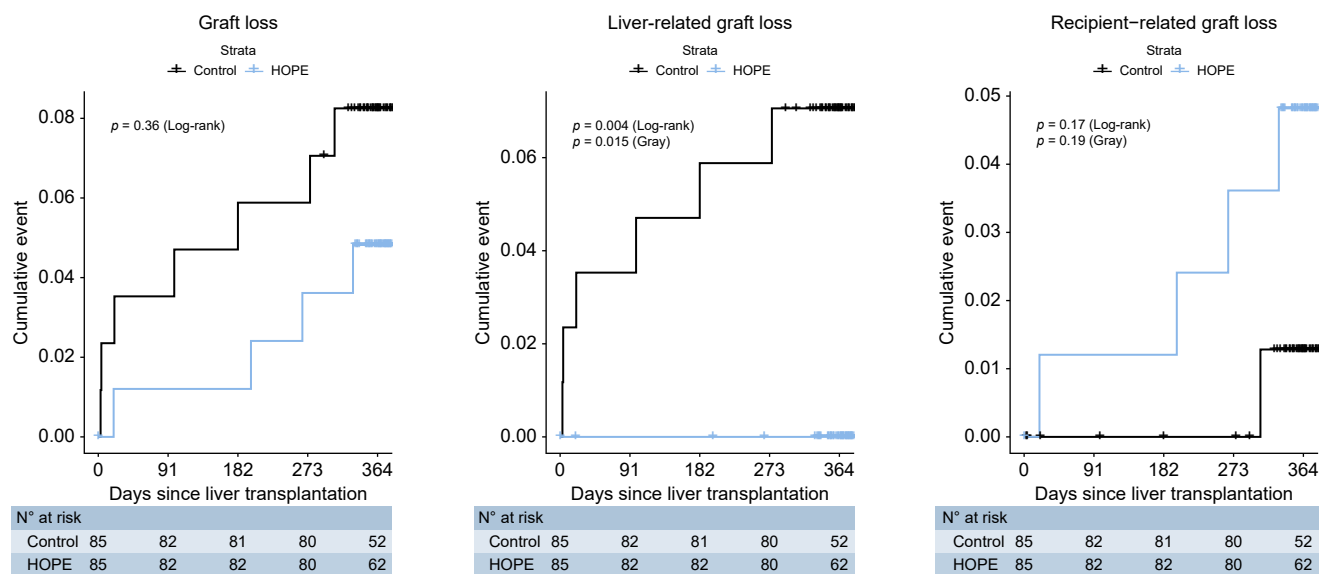 Graft loss
Strata
Control HOPE
p = 0.36 (Log-rank)
Cumulative event
0.08
0.06
0.04
0.02
0.00
0 91 182 273 364
Days since liver transplantation
N° at risk
Control 85 82 81 80 52
HOPE 85 82 82 80 62
Liver-related graft loss
Strata
Control HOPE
p = 0.004 (Log-rank)
p = 0.015 (Gray)
Cumulative event
0.06
0.04
0.02
0.00
0 91 182 273 364
Days since liver transplantation
N° at risk
Control 85 82 81 80 52
HOPE 85 82 82 80 62
Recipient−related graft loss
Strata
Control HOPE
p = 0.17 (Log-rank)
p = 0.19 (Gray)
Cumulative event
0.05
0.04
0.03
0.02
0.01
0.00
0 91 182 273 364
Days since liver transplantation
N° at risk
Control 85 82 81 80 52
HOPE 85 82 82 80 62